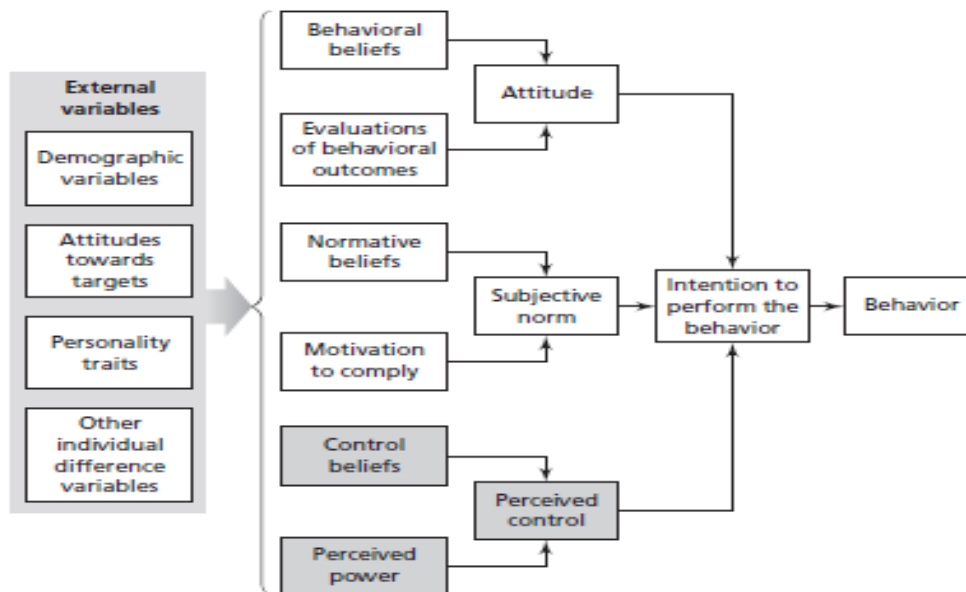 External
variables
Demographic
variables
Attitudes
towards
targets
Personality
traits
Other
individual
difference
variables
Behavioral
beliefs
Evaluations
of behavioral
outcomes
Normative
beliefs
Motivation
to comply
Control
beliefs
Perceived
power
Attitude
Subjective
norm
Perceived
control
Intention to
perform the
behavior
Behavior